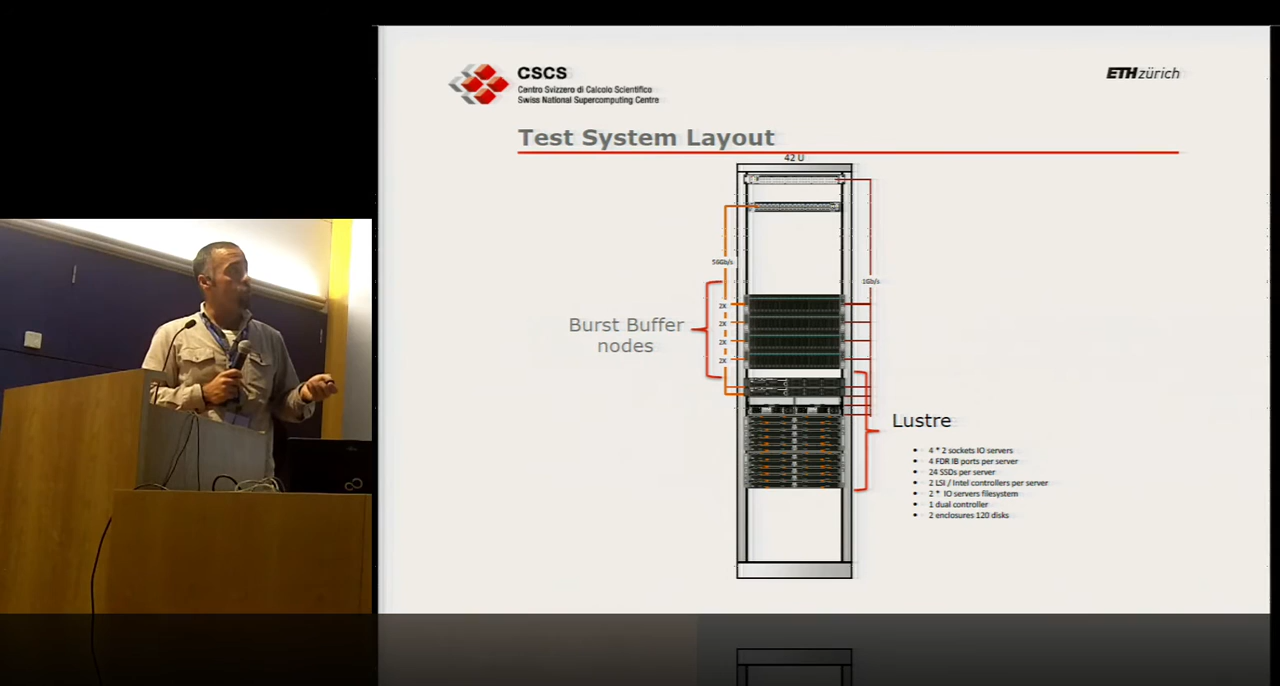 CSCS
Centro Svizzero di Calcolo Scientifico
Swiss National Supercomputing Centre
ETH zürich
Test System Layout
42 U
56Gb/s
1Gb/s
2X
2X
2X
2X
Burst Buffer
nodes
Lustre
• 4 * 2 sockets IO servers
• 4 FDR IB ports per server
• 24 SSDs per server
• 2 LSI / Intel controllers per server
• 2 * IO servers filesystem
• 1 dual controller
• 2 enclosures 120 disks